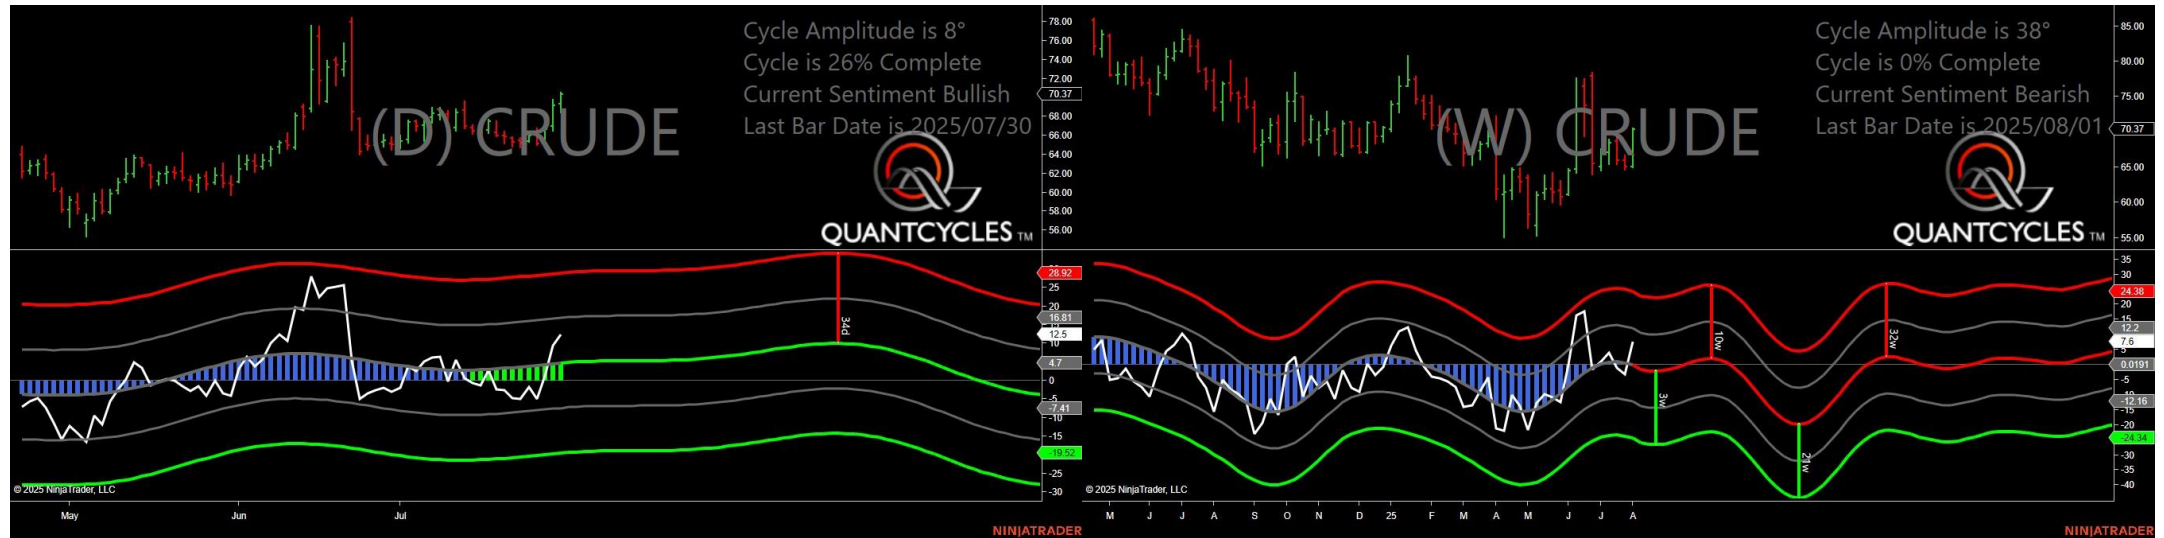 Cycle Amplitude is 8°
Cycle is 26% Complete
Current Sentiment Bullish
Last Bar Date is 2025/07/30
(D) CRUDE
QUANTCYCLES TM
78.00
76.00
74.00
72.00
70.37
68.00
66.00
64.00
62.00
60.00
58.00
56.00
28.92
25
20
16.81
12.5
10
4.7
0
-5
-7.41
-10
-15
-19.52
-25
-30
34d
© 2025 NinjaTrader, LLC
May Jun Jul
NINJATRADER
Cycle Amplitude is 38°
Cycle is 0% Complete
Current Sentiment Bearish
Last Bar Date is 2025/08/01
(W) CRUDE
QUANTCYCLES TM
85.00
80.00
75.00
70.37
65.00
60.00
55.00
35
30
24.38
20
15
12.2
7.6
5
0.0191
-5
-12.16
-15
-20
-24.34
-30
-35
-40
3w
10w
21w
32w
© 2025 NinjaTrader, LLC
M J J A S O N D 25 F M A M J J A
NINJATRADER